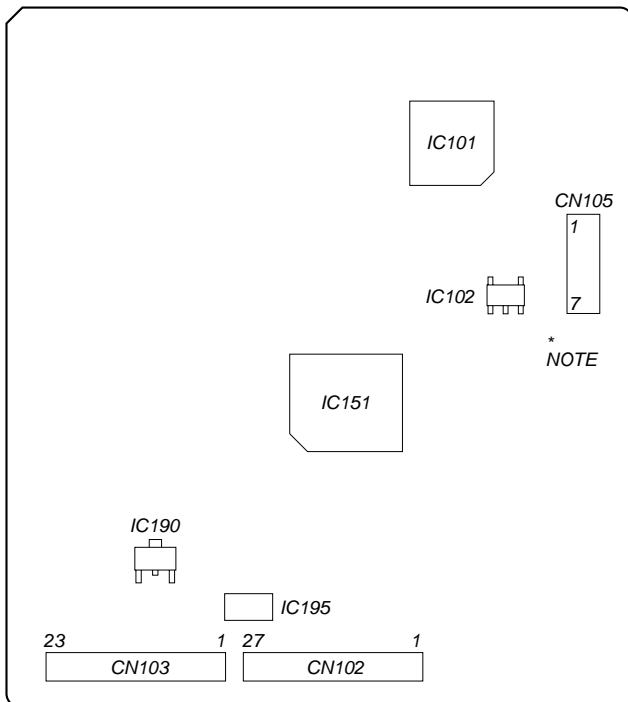 IC101
CN105
1
IC102
7
*
NOTE
IC151
IC190
IC195
23 1 27 1
CN103 CN102